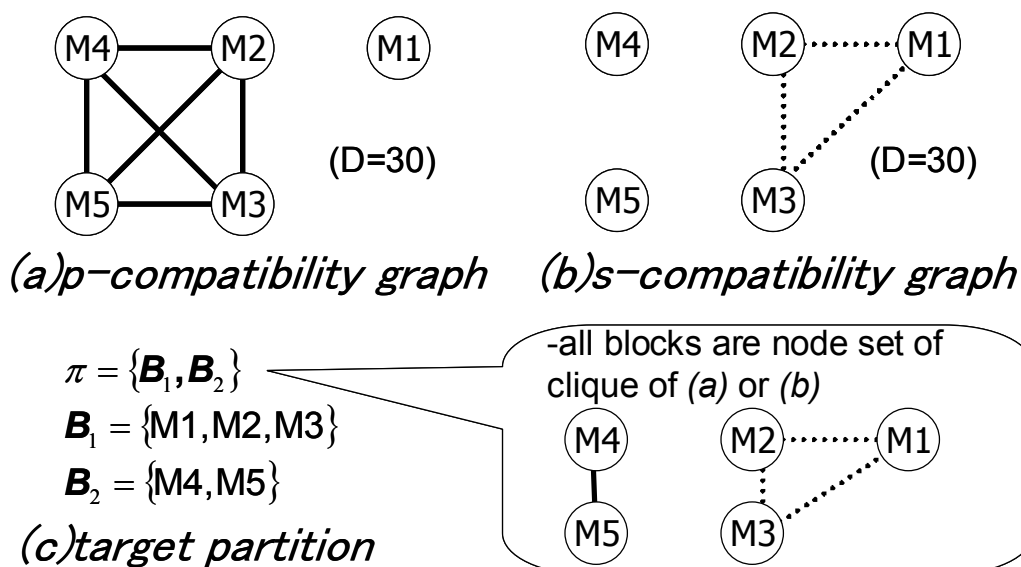 M4 M2 M1
(D=30)
M5 M3
(a)p-compatibility graph
M4 M2 M1
(D=30)
M5 M3
(b)s-compatibility graph
π = {B₁,B₂}
B₁ = {M1,M2,M3}
B₂ = {M4,M5}
(c)target partition
-all blocks are node set of
clique of (a) or (b)
M4 M2 M1
M5 M3